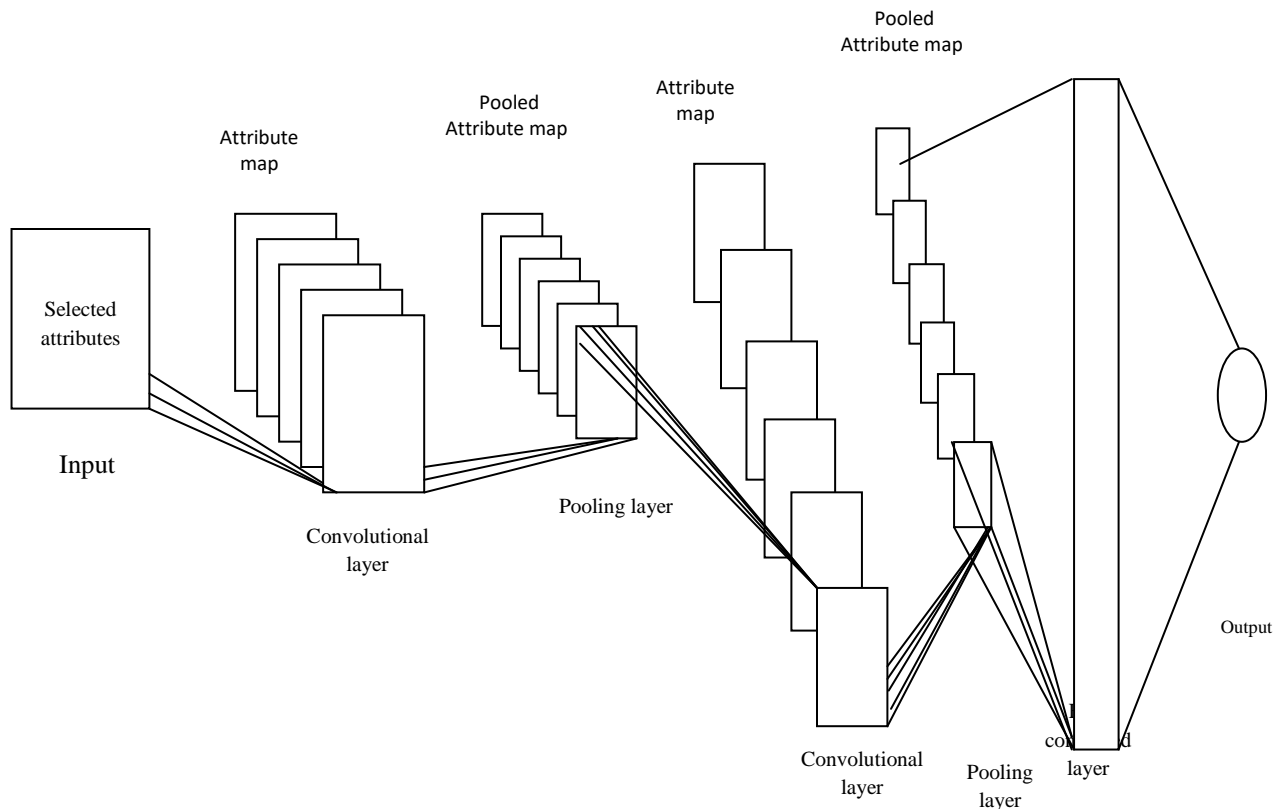 Pooled
Attribute map
Attribute
map
Pooled
Attribute map
Attribute
map
Selected
attributes
Input
Pooling layer
Convolutional
layer
Output
Convolutional
layer
Pooling
layer
layer